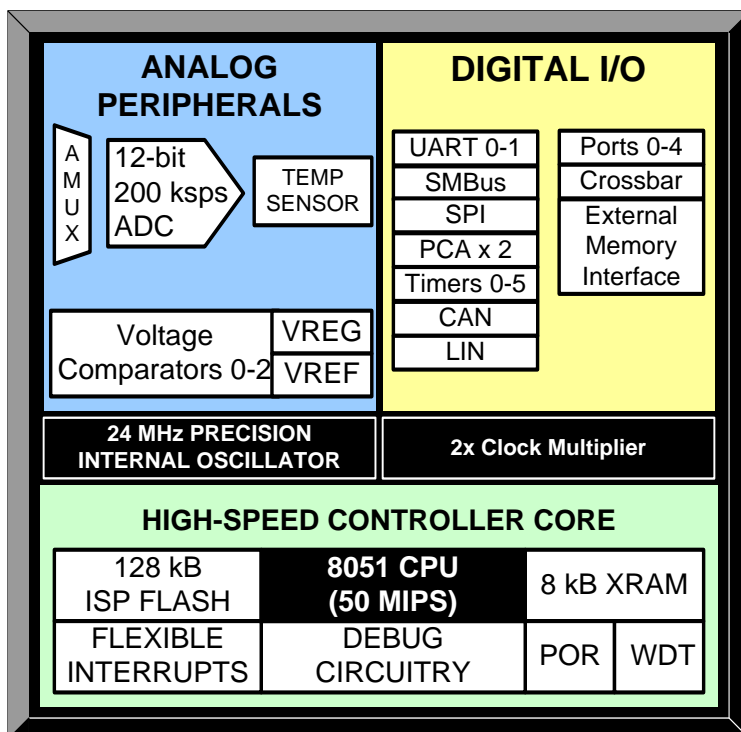 ANALOG
PERIPHERALS
A
M
U
X
12-bit
200 ksps
ADC
TEMP
SENSOR
Voltage
Comparators 0-2
VREG
VREF
DIGITAL I/O
UART 0-1
SMBus
SPI
PCA x 2
Timers 0-5
CAN
LIN
Ports 0-4
Crossbar
External
Memory
Interface
24 MHz PRECISION
INTERNAL OSCILLATOR
2x Clock Multiplier
HIGH-SPEED CONTROLLER CORE
128 kB
ISP FLASH
8051 CPU
(50 MIPS)
8 kB XRAM
FLEXIBLE
INTERRUPTS
DEBUG
CIRCUITRY
POR
WDT